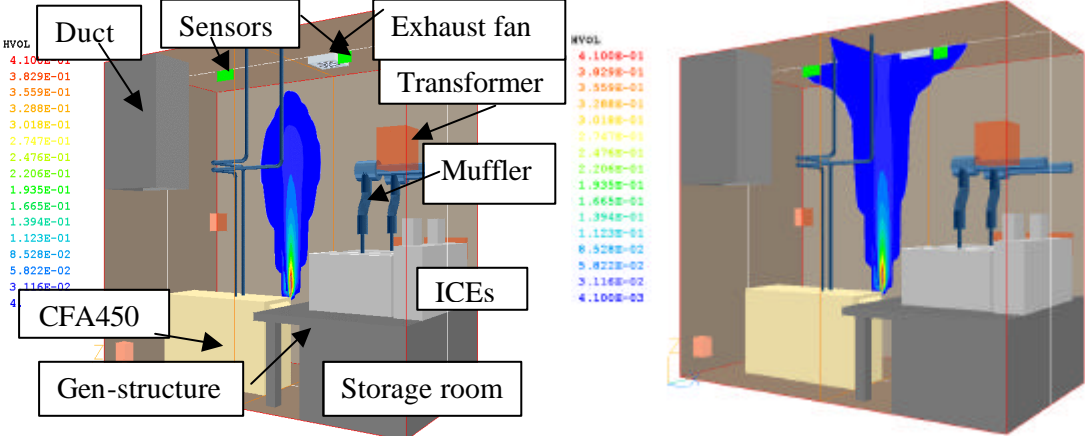 Duct
Sensors
Exhaust fan
Transformer
Muffler
ICEs
CFA450
Gen-structure
Storage room
HVOL
3.829E-01
3.559E-01
3.288E-01
3.018E-01
2.747E-01
2.476E-01
2.206E-01
1.935E-01
1.665E-01
1.394E-01
1.123E-01
8.528E-02
5.822E-02
3.116E-02
HVOL
4.100E-01
3.829E-01
3.559E-01
3.288E-01
3.018E-01
2.747E-01
2.476E-01
2.206E-01
1.935E-01
1.665E-01
1.394E-01
1.123E-01
8.528E-02
5.822E-02
3.116E-02
4.100E-03